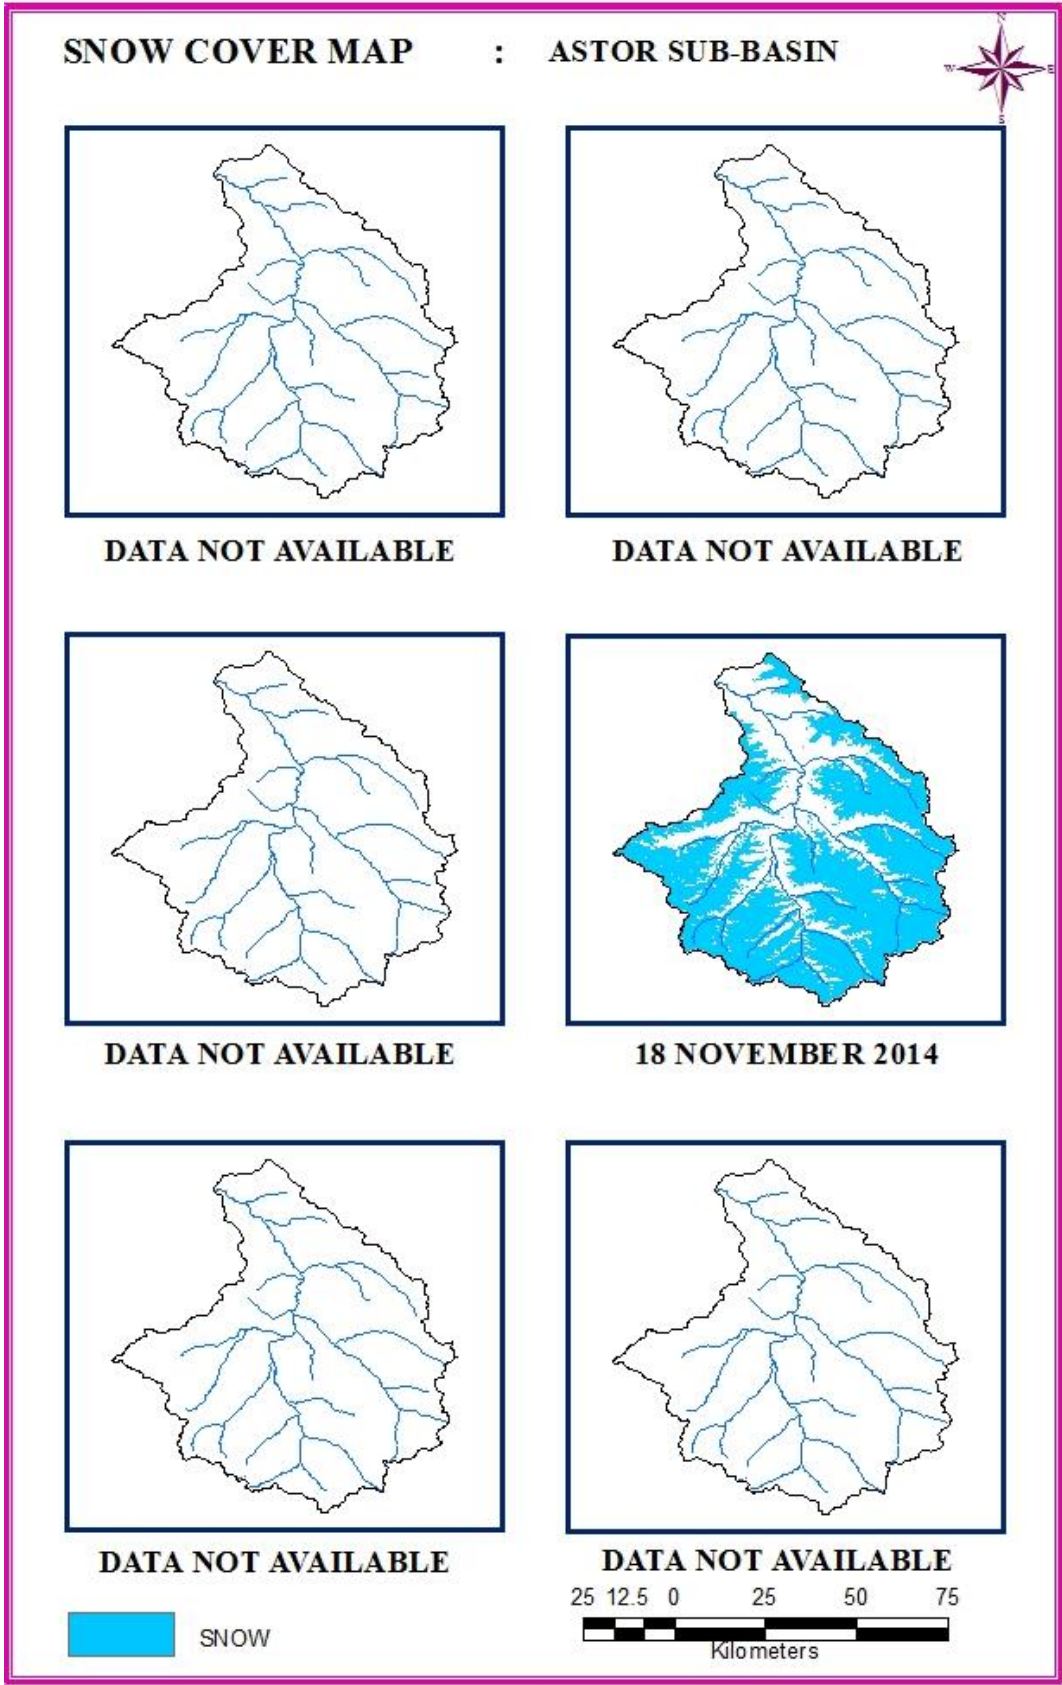 SNOW COVER MAP : ASTOR SUB-BASIN
N
W E
S
DATA NOT AVAILABLE DATA NOT AVAILABLE
DATA NOT AVAILABLE 18 NOVEMBER 2014
DATA NOT AVAILABLE DATA NOT AVAILABLE
25 12.5 0 25 50 75
SNOW
Kilometers